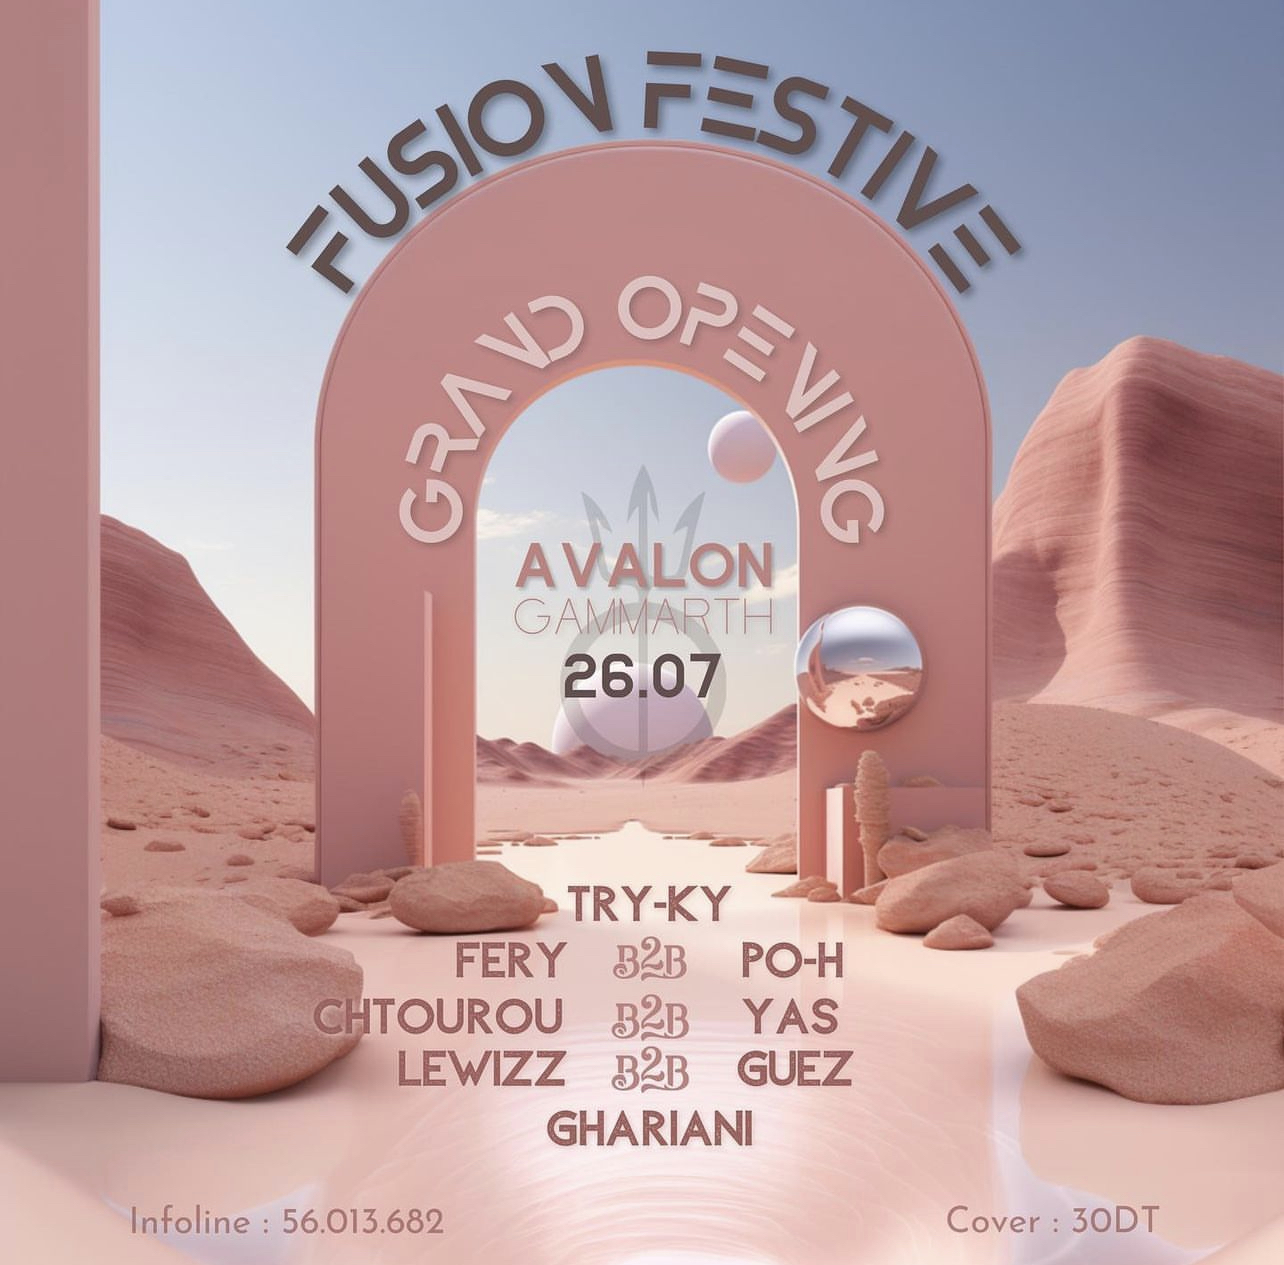 FUSION FESTIVE
GRAND OPENING
AVALON
GAMMARTH
26.07
TRY-KY
FERY B2B PO-H
CHTOUROU B2B YAS
LEWIZZ B2B GUEZ
GHARIANI
Infoline : 56.013.682
Cover : 30DT